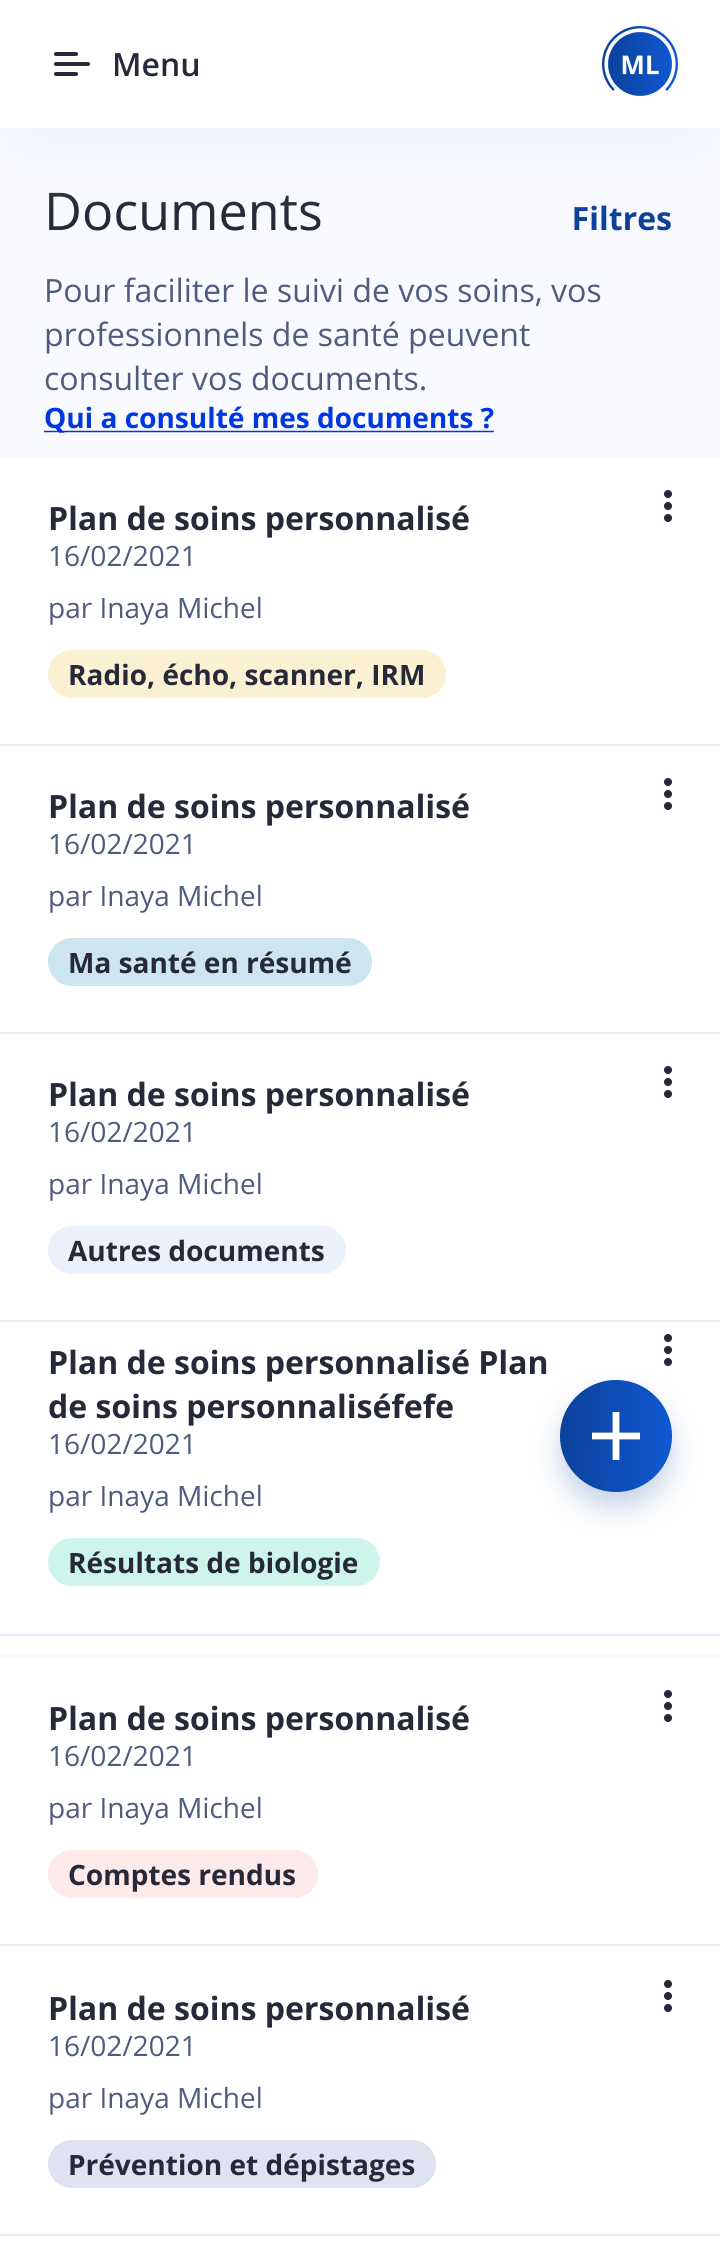 Menu
ML
Documents
Filtres
Pour faciliter le suivi de vos soins, vos
professionnels de santé peuvent
consulter vos documents.
Qui a consulté mes documents ?
Plan de soins personnalisé
16/02/2021
par Inaya Michel
Radio, écho, scanner, IRM
Plan de soins personnalisé
16/02/2021
par Inaya Michel
Ma santé en résumé
Plan de soins personnalisé
16/02/2021
par Inaya Michel
Autres documents
Plan de soins personnalisé Plan
de soins personnaliséfefe
16/02/2021
par Inaya Michel
Résultats de biologie
Plan de soins personnalisé
16/02/2021
par Inaya Michel
Comptes rendus
Plan de soins personnalisé
16/02/2021
par Inaya Michel
Prévention et dépistages